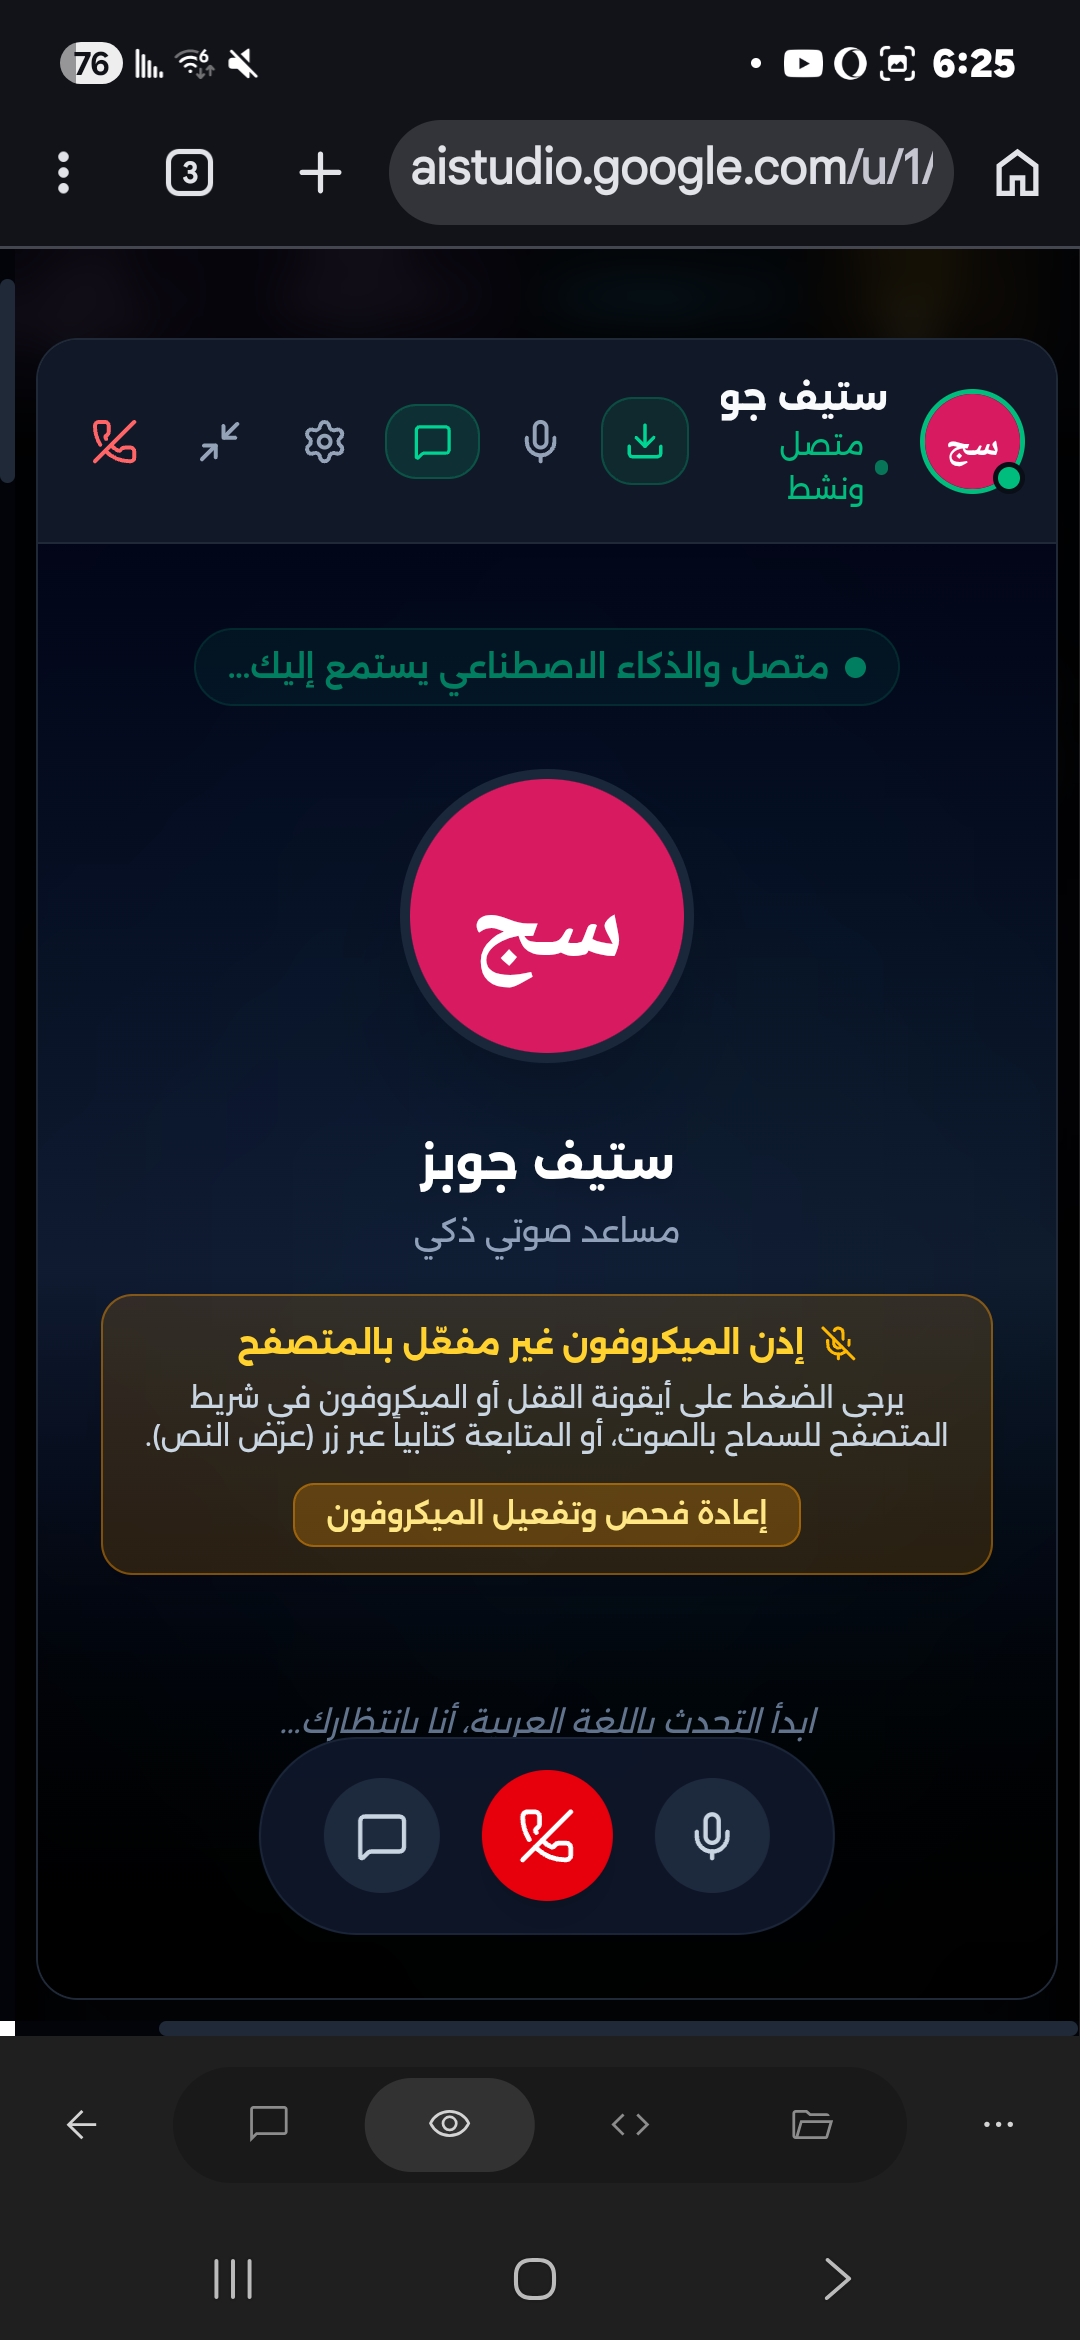 76
6:25
3
aistudio.google.com/u/1/
ستيف جو
متصل
ونشط
سج
متصل والذكاء الاصطناعي يستمع إليك...
سج
ستيف جوبز
مساعد صوتي ذكي
إذن الميكروفون غير مفعّل بالمتصفح
يرجى الضغط على أيقونة القفل أو الميكروفون في شريط
المتصفح للسماح بالصوت، أو المتابعة كتابياً عبر زر (عرض النص).
إعادة فحص وتفعيل الميكروفون
ابدأ التحدث باللغة العربية، أنا بانتظارك...